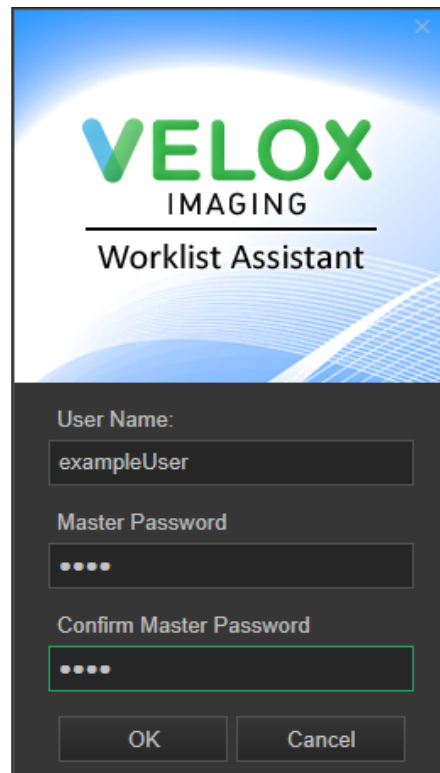 VELOX
IMAGING
Worklist Assistant
User Name:
exampleUser
Master Password
••••
Confirm Master Password
••••
OK Cancel